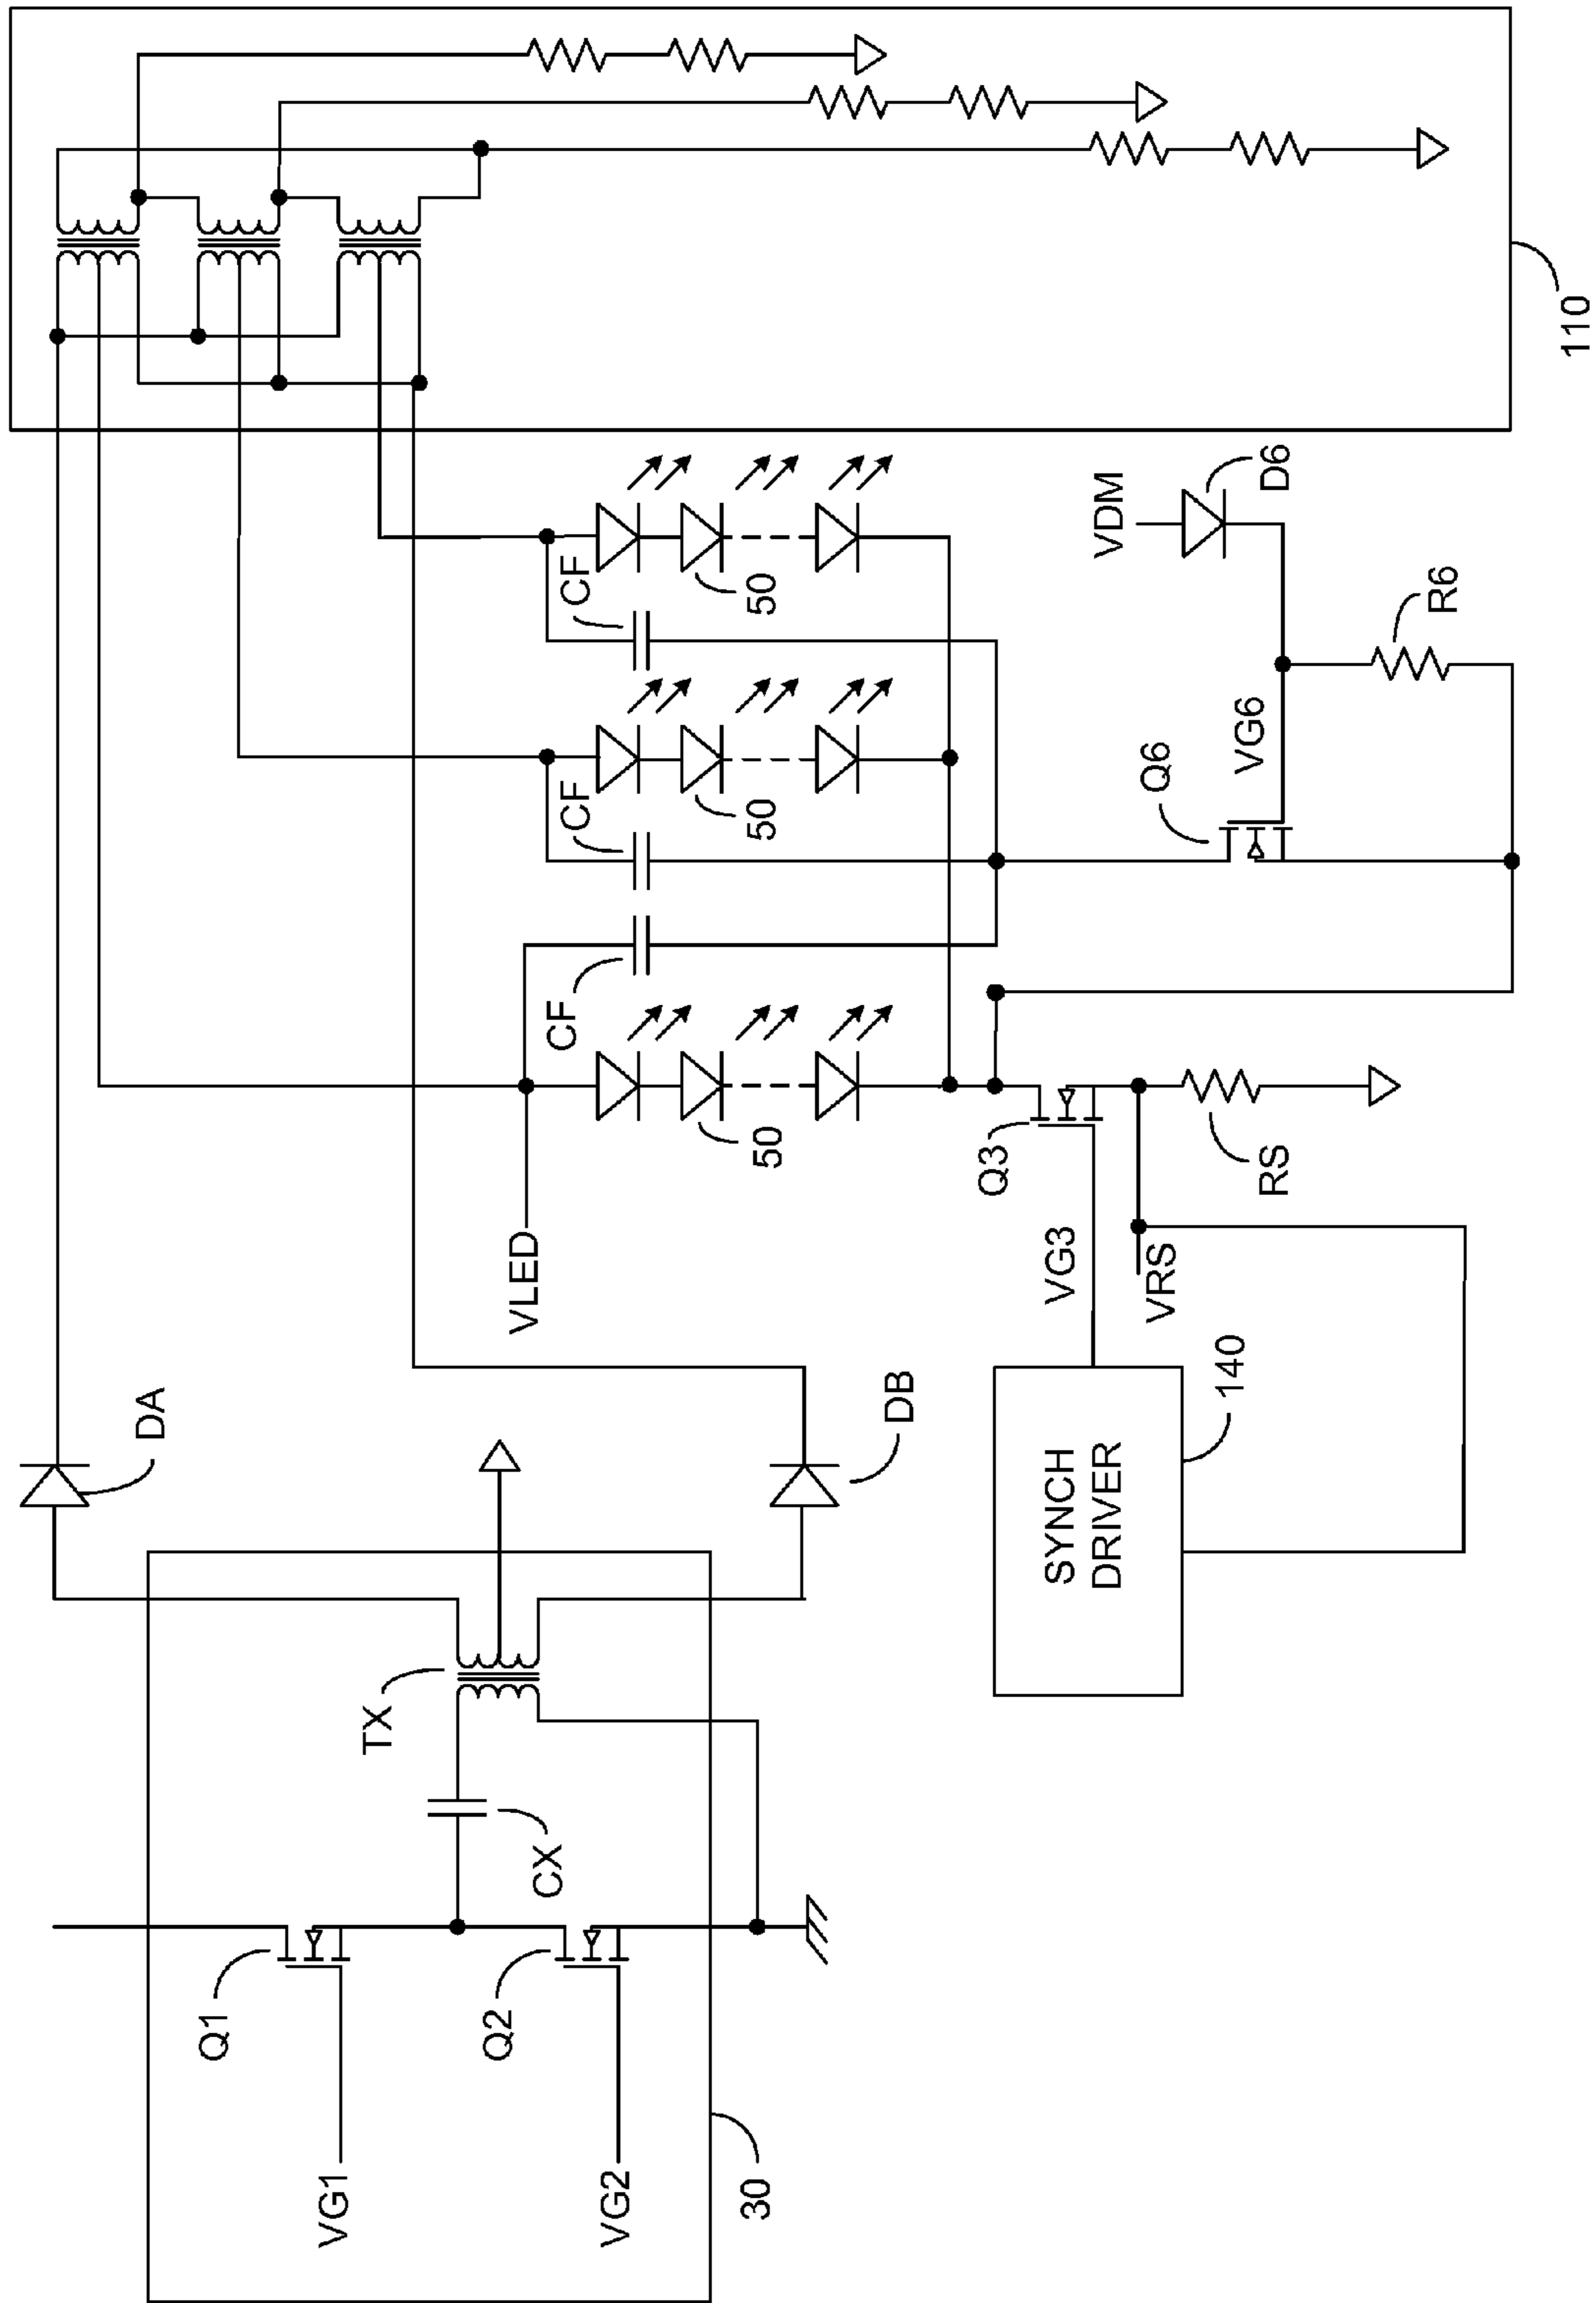 110
VDM
D6
CF
50
CF
50
CF
50
R6
VG6
Q6
VLED
Q3
RS
VG3
VRS
DA
DB
140
SYNCH
DRIVER
TX
CX
Q1
Q2
VG1
VG2
30